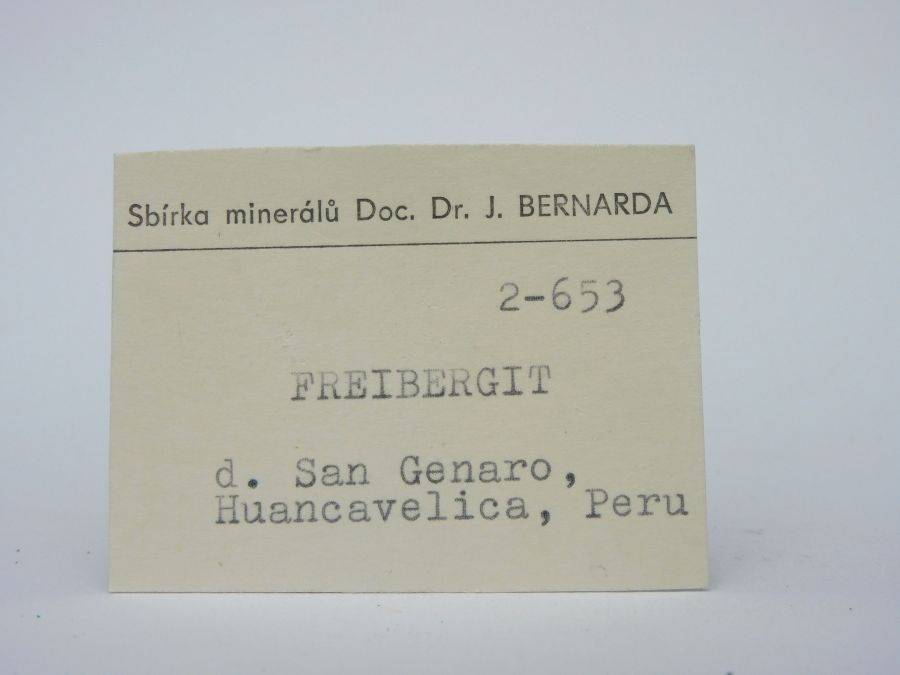 Sbírka minerálů Doc. Dr. J. BERNARDA
2-653
FREIBERGIT
d. San Genaro,
Huancavelica, Peru